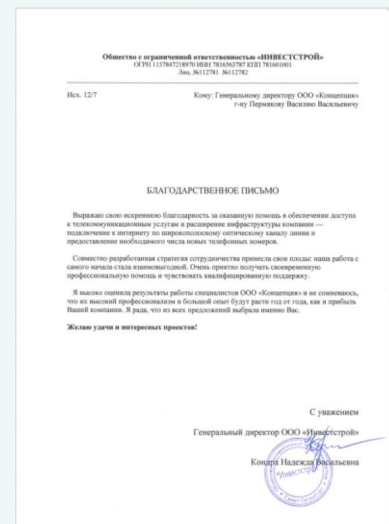 Общество с ограниченной ответственностью «ИНВЕСТСТРОЙ»
ОГРН 1137847218970 ИНН 7816563787 КПП 781601001
Лиц. №112781 №112782
Исх. 12/7
Кому: Генеральному директору ООО «Концепция»
г-ну Пермякову Василию Васильевичу
БЛАГОДАРСТВЕННОЕ ПИСЬМО
Выражаю свою искреннюю благодарность за оказанную помощь в обеспечении доступа
к телекоммуникационным услугам и расширение инфраструктуры компании —
подключение к интернету по широкополосному оптическому каналу линии и
предоставление необходимого числа новых телефонных номеров.
Совместно разработанная стратегия сотрудничества принесла свои плоды: наша работа с
самого начала стала взаимовыгодной. Очень приятно получать своевременную
профессиональную помощь и чувствовать квалифицированную поддержку.
Я высоко оценила результаты работы специалистов ООО «Концепция» и не сомневаюсь,
что их высокий профессионализм и большой опыт будут расти год от года, как и прибыль
Вашей компании. Я рада, что из всех предложений выбрала именно Вас.
Желаю удачи и интересных проектов!
С уважением
Генеральный директор ООО «Инвестстрой»
Кондра Надежда Васильевна
"Инвестстрой"